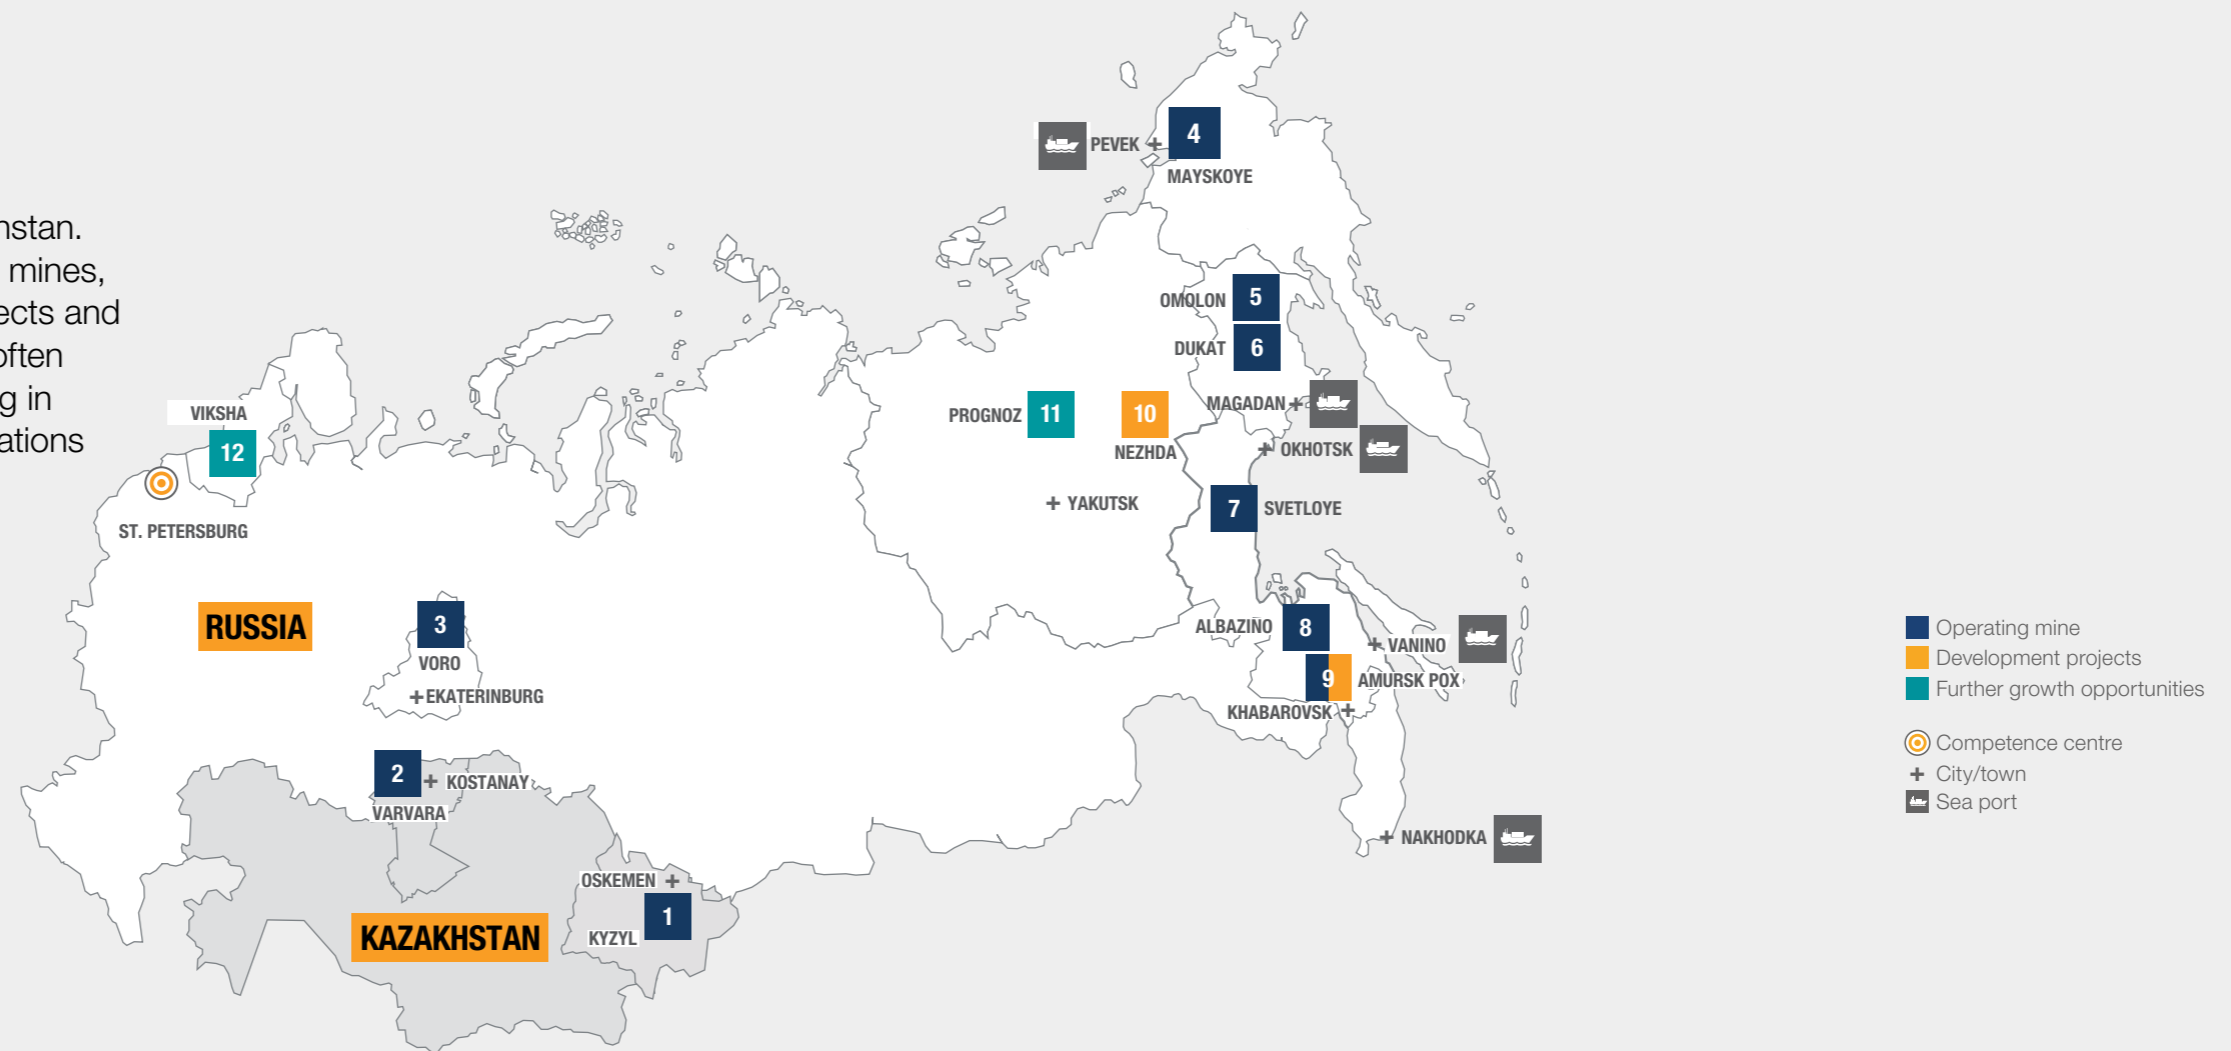 nstan.
mines,
ects and
often
g in
ations
PEVEK
4
MAYSKOYE
OMOLON
5
DUKAT
6
VIKSHA
12
PROGNOZ
11
10
NEZHDA
MAGADAN
OKHOTSK
YAKUTSK
7
SVETLOYE
ST. PETERSBURG
RUSSIA
3
VORO
EKATERINBURG
ALBAZINO
8
VANINO
9
AMURSK POX
KHABAROVSK
2
KOSTANAY
VARVARA
NAKHODKA
OSKEMEN
1
KYZYL
KAZAKHSTAN
Operating mine
Development projects
Further growth opportunities
Competence centre
City/town
Sea port